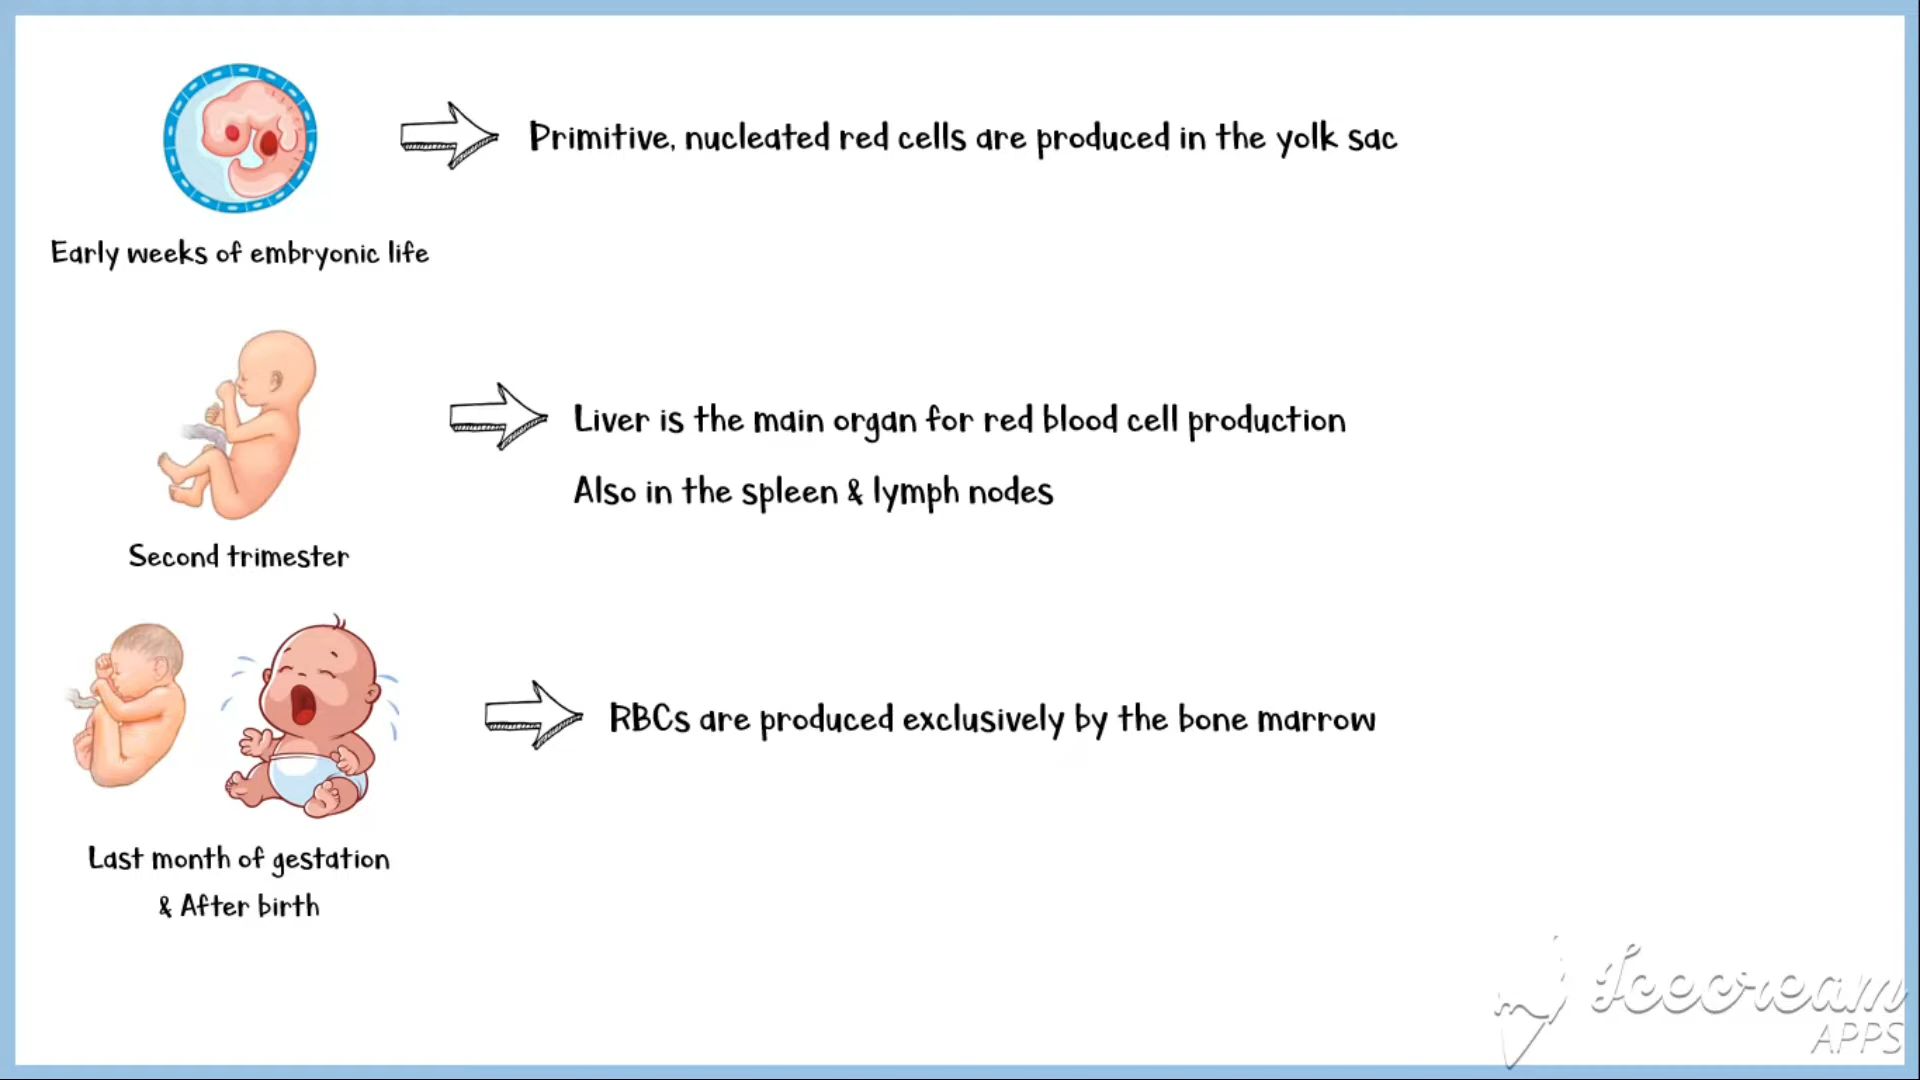 Primitive, nucleated red cells are produced in the yolk sac
Early weeks of embryonic life
Liver is the main organ for red blood cell production
Also in the spleen & lymph nodes
Second trimester
RBCs are produced exclusively by the bone marrow
Last month of gestation
& After birth
Icecream
APPS